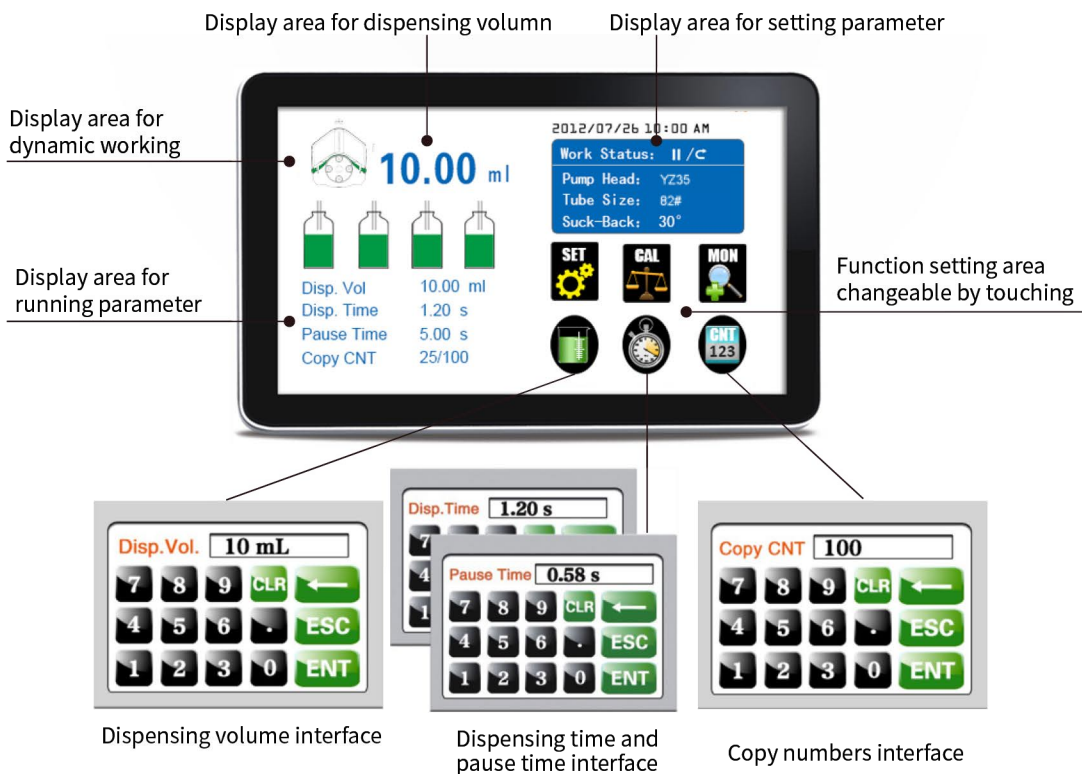 Display area for dispensing volumn
Display area for setting parameter
Display area for
dynamic working
2012/07/26 10:00 AM
10.00 ml
Work Status: II /
Pump Head: YZ35
Tube Size: 82#
Suck-Back: 30°
SET
CAL
MON
Display area for
running parameter
Function setting area
changeable by touching
Disp. Vol 10.00 ml
Disp. Time 1.20 s
Pause Time 5.00 s
Copy CNT 25/100
CNT
123
Disp.Vol. 10 mL
7 8 9 CLR ←
4 5 6 . ESC
1 2 3 0 ENT
Disp.Time 1.20 s
7
4
1
Pause Time 0.58 s
7 8 9 CLR ←
4 5 6 . ESC
1 2 3 0 ENT
Copy CNT 100
7 8 9 CLR ←
4 5 6 . ESC
1 2 3 0 ENT
Dispensing volume interface
Dispensing time and
pause time interface
Copy numbers interface